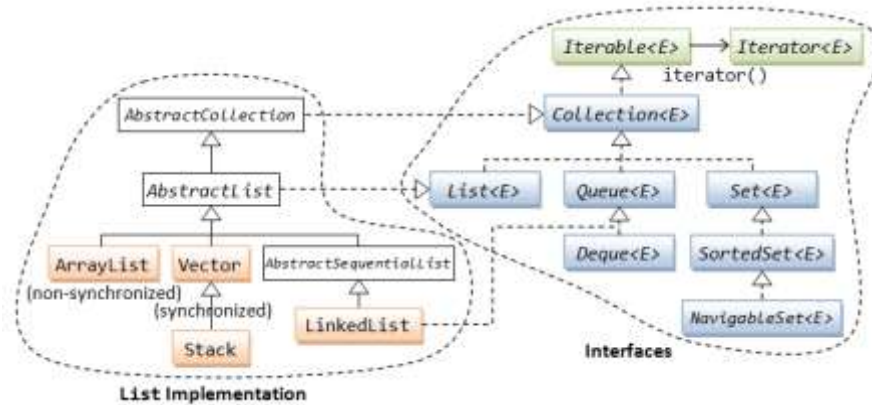 Iterable<E> Iterator<E>
iterator()
AbstractCollection Collection<E>
AbstractList List<E> Queue<E> Set<E>
ArrayList Vector AbstractSequentialList Deque<E> SortedSet<E>
(non-synchronized)
(synchronized)
LinkedList NavigableSet<E>
Stack Interfaces
List Implementation